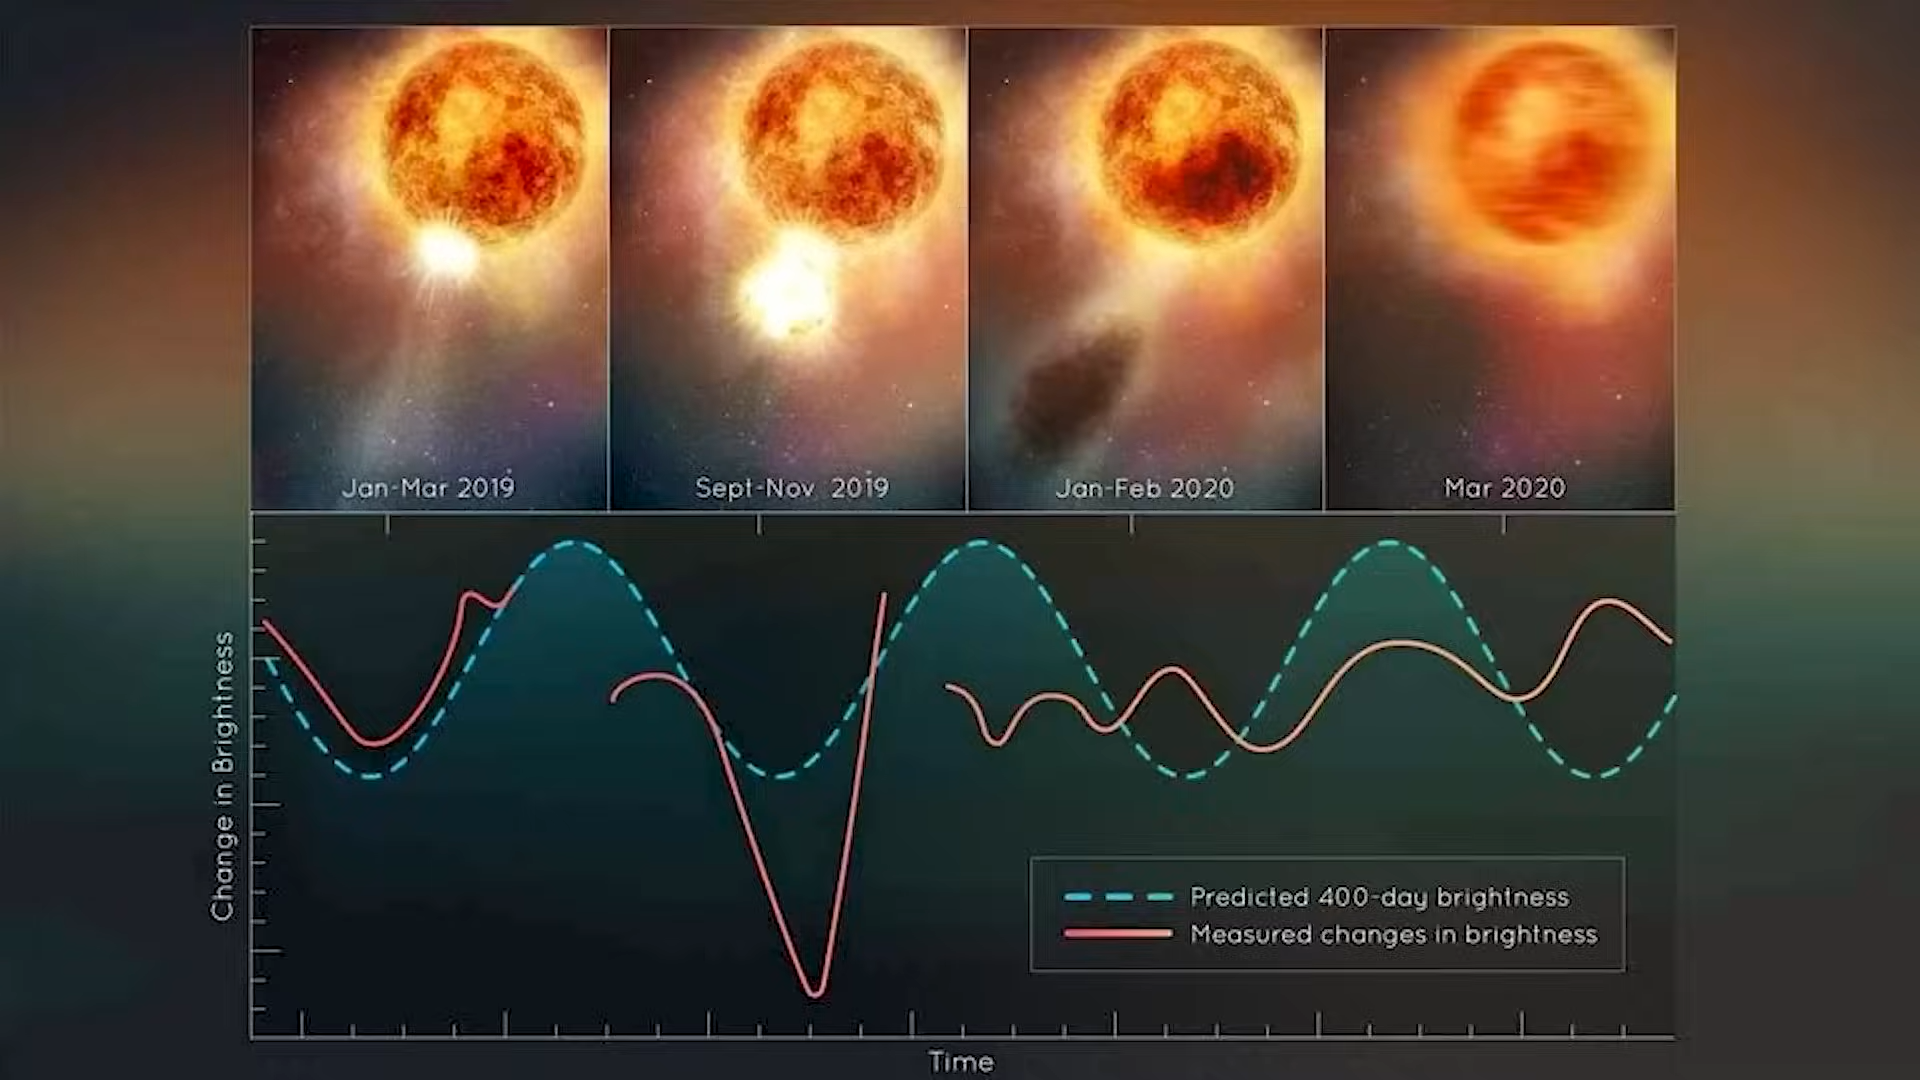 Jan-Mar 2019
Sept-Nov 2019
Jan-Feb 2020
Mar 2020
Change in Brightness
Predicted 400-day brightness
Measured changes in brightness
Time